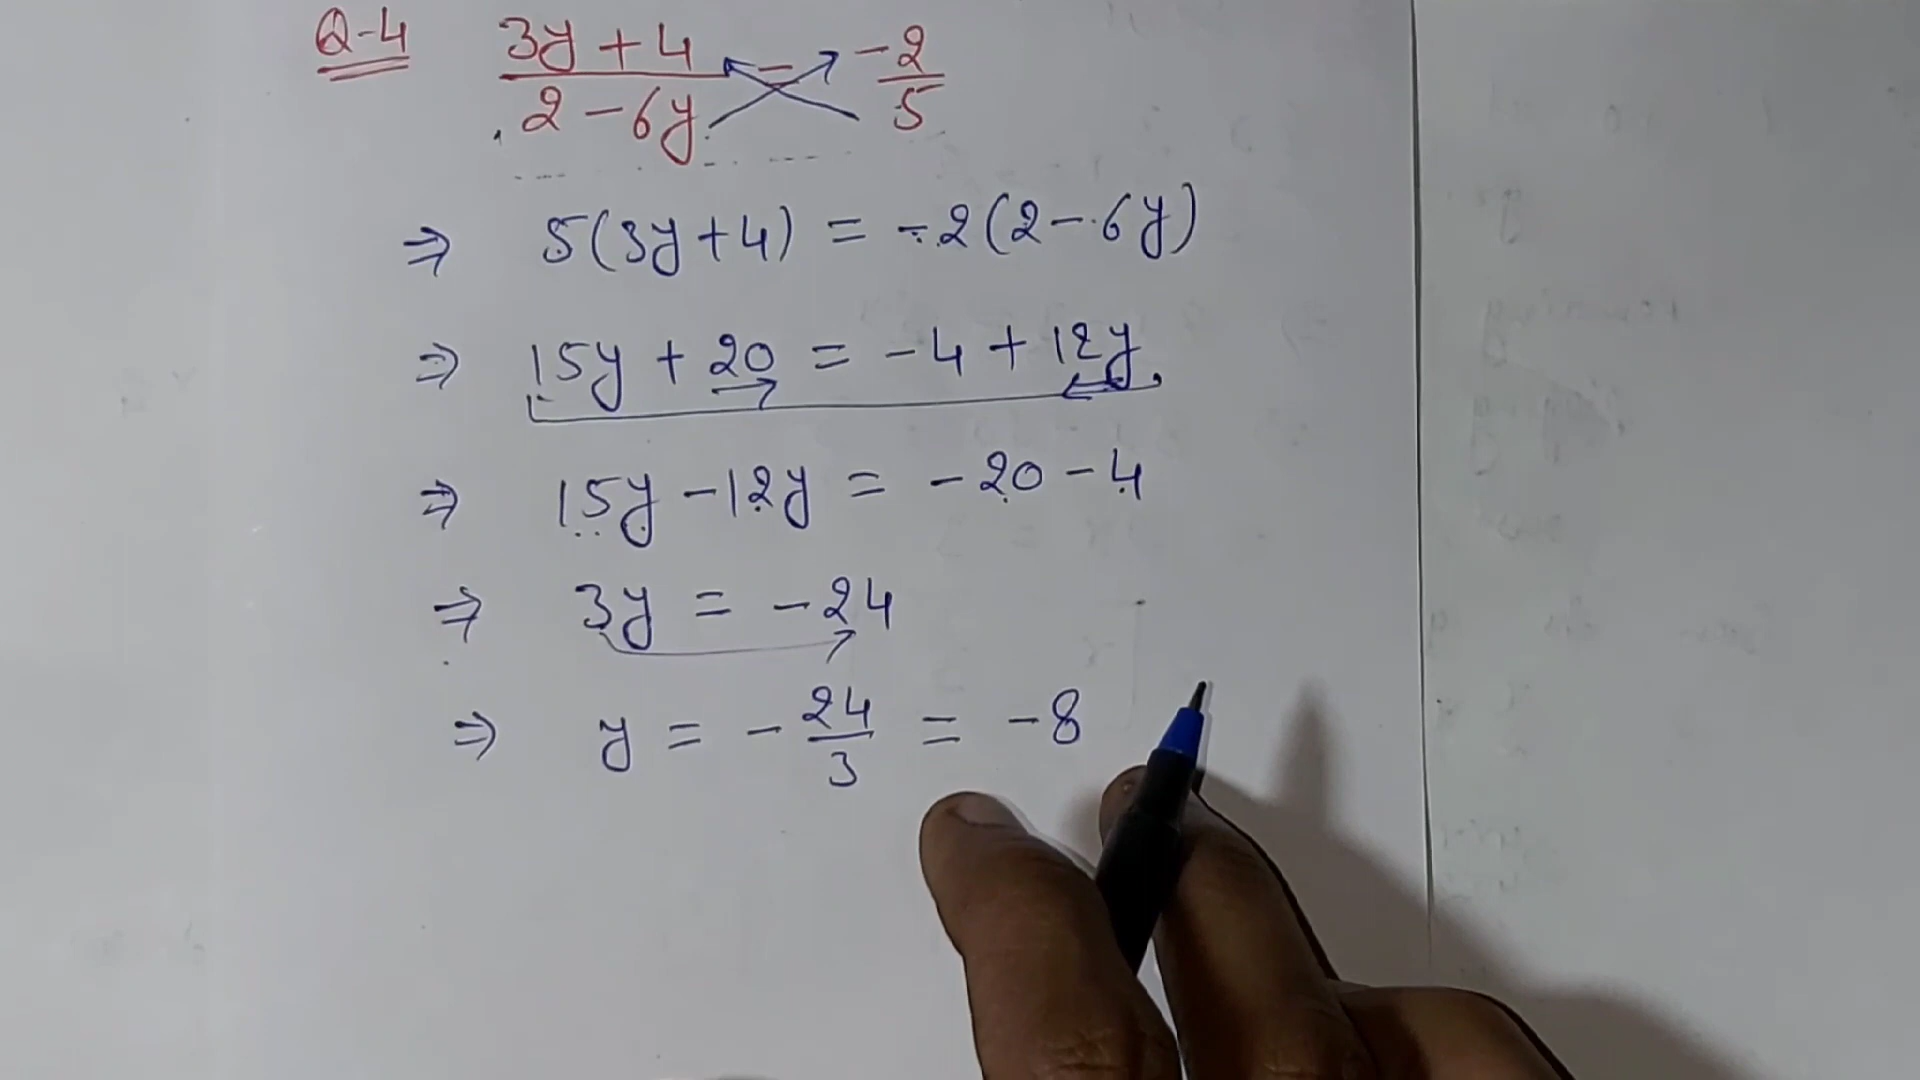 Q-4 (3y+4)/(2-6y) = -2/5
⇒ 5(3y+4) = -2(2-6y)
⇒ 15y + 20 = -4 + 12y
⇒ 15y - 12y = -20 - 4
⇒ 3y = -24
⇒ y = -24/3 = -8